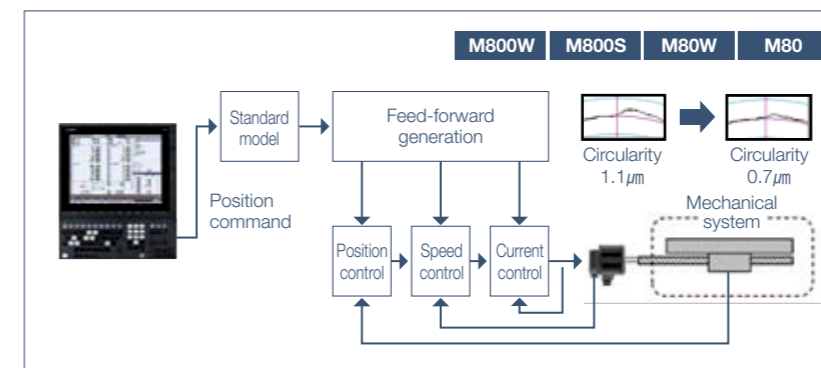 M800W M800S M80W M80
Standard
model
Feed-forward
generation
Circularity
1.1㎛
Circularity
0.7㎛
Position
command
Mechanical
system
Position
control
Speed
control
Current
control